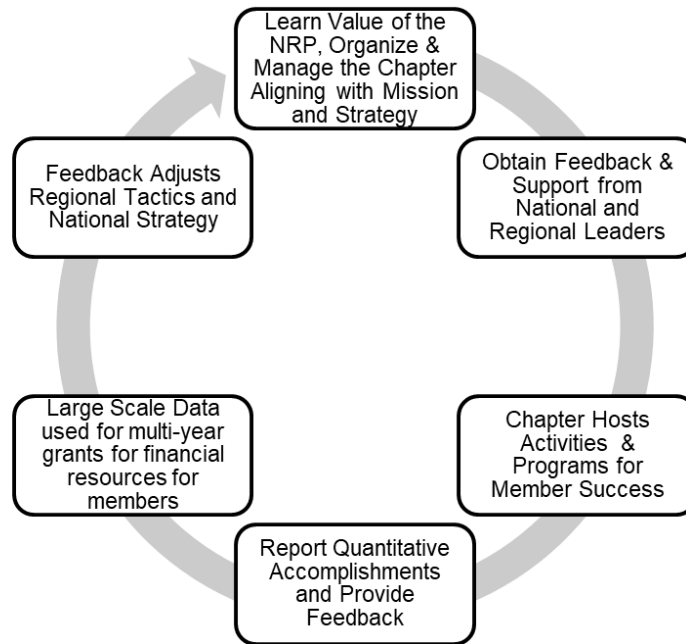 Learn Value of the
NRP, Organize &
Manage the Chapter
Aligning with Mission
and Strategy
Obtain Feedback &
Support from
National and
Regional Leaders
Chapter Hosts
Activities &
Programs for
Member Success
Report Quantitative
Accomplishments
and Provide
Feedback
Large Scale Data
used for multi-year
grants for financial
resources for
members
Feedback Adjusts
Regional Tactics and
National Strategy